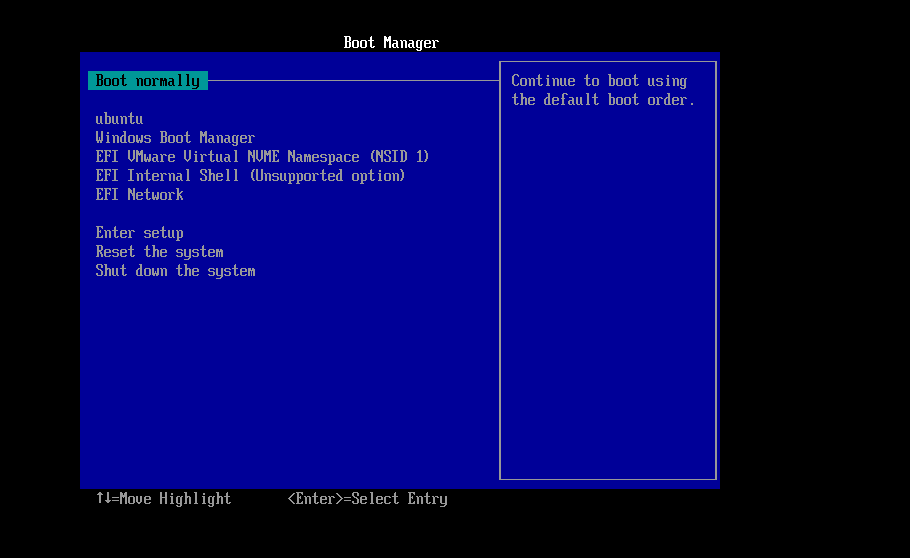 Boot Manager
Boot normally
Continue to boot using
the default boot order.
ubuntu
Windows Boot Manager
EFI VMware Virtual NVME Namespace (NSID 1)
EFI Internal Shell (Unsupported option)
EFI Network
Enter setup
Reset the system
Shut down the system
↑↓=Move Highlight <Enter>=Select Entry